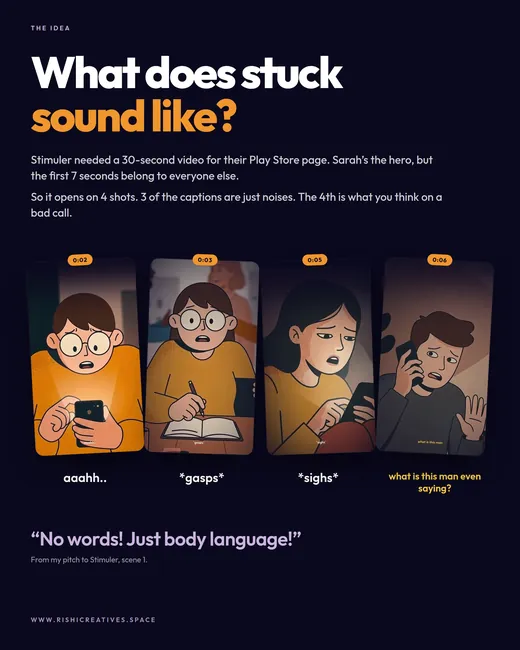 THE IDEA
What does stuck
sound like?
Stimuler needed a 30-second video for their Play Store page. Sarah’s the hero, but
the first 7 seconds belong to everyone else.
So it opens on 4 shots. 3 of the captions are just noises. The 4th is what you think on a
bad call.
0:02
0:03
0:05
0:06
aaahh..
*gasps*
*sighs*
what is this man even
saying?
“No words! Just body language!”
From my pitch to Stimuler, scene 1.
WWW.RISHICREATIVES.SPACE